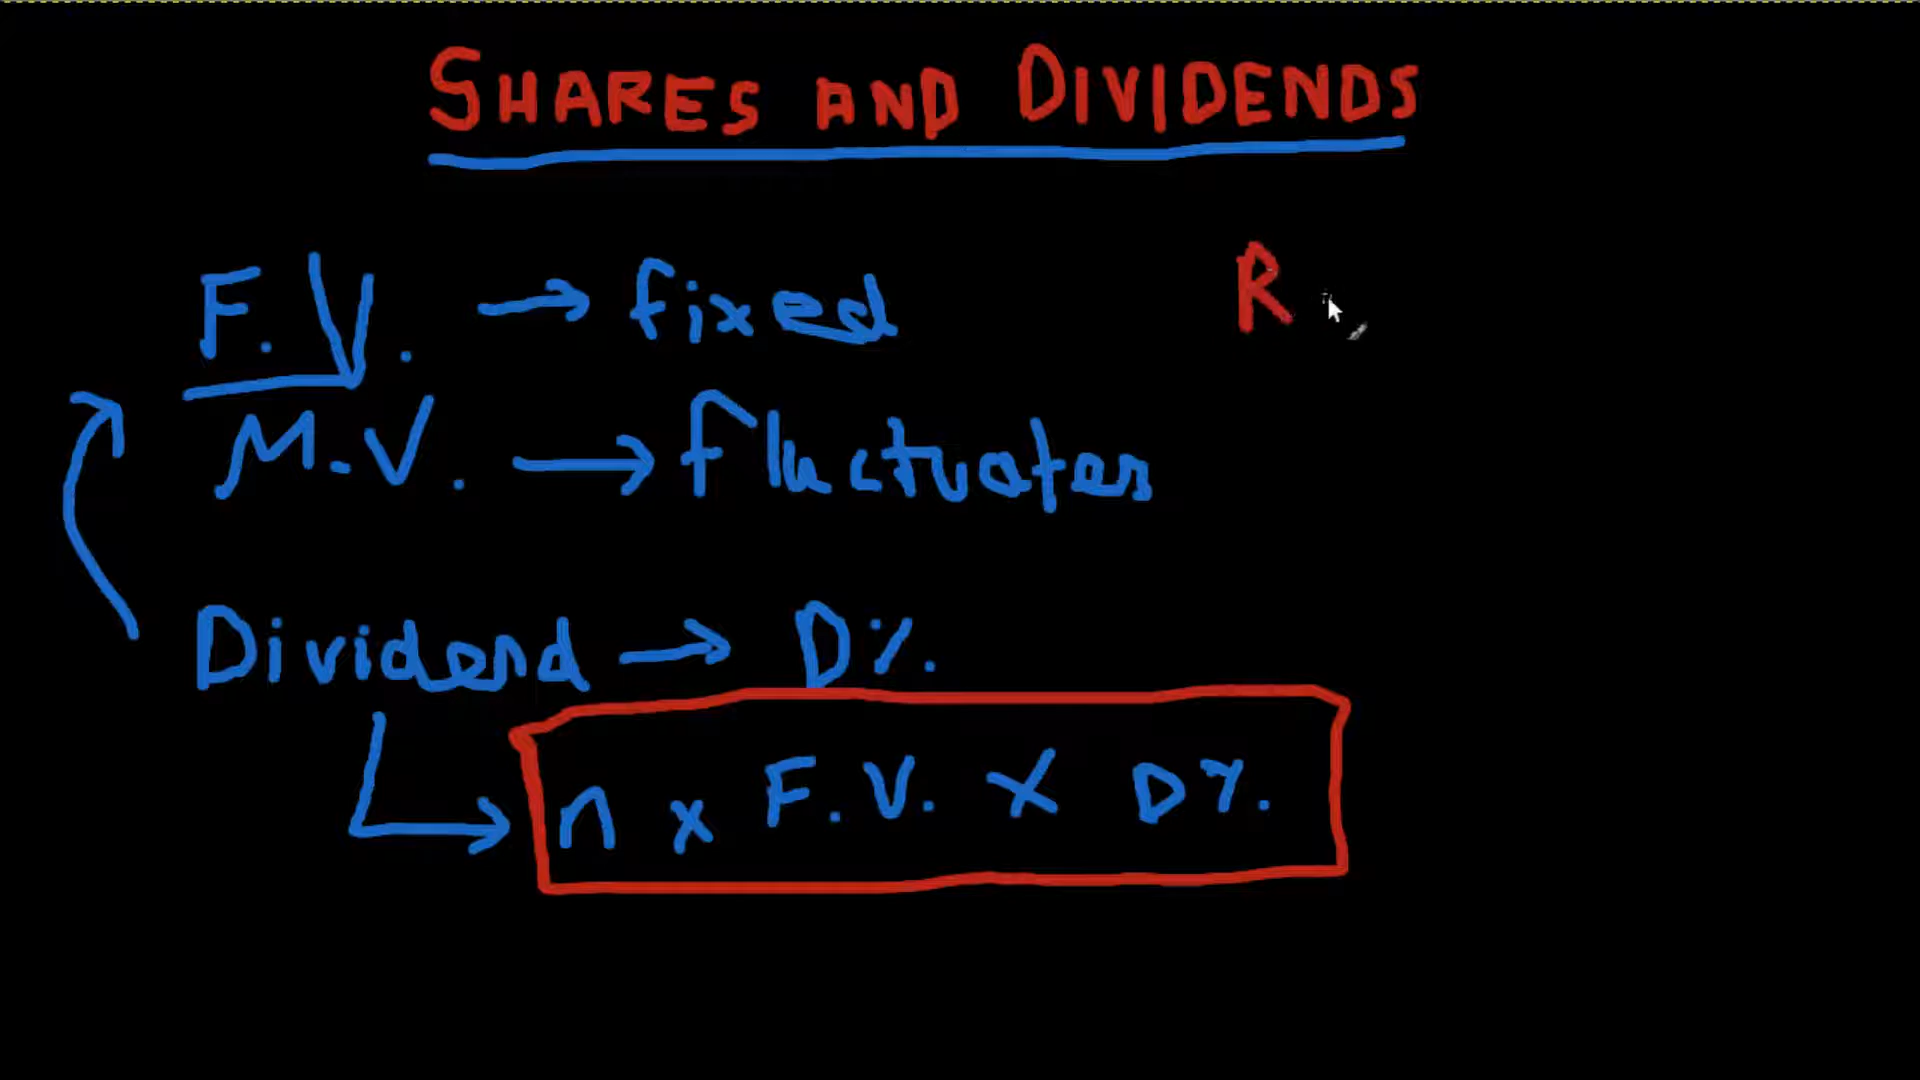 SHARES AND DIVIDENDS
F.V. → fixed
R
M.V. → fluctuates
Dividend → D%.
n x F.V. x D%.